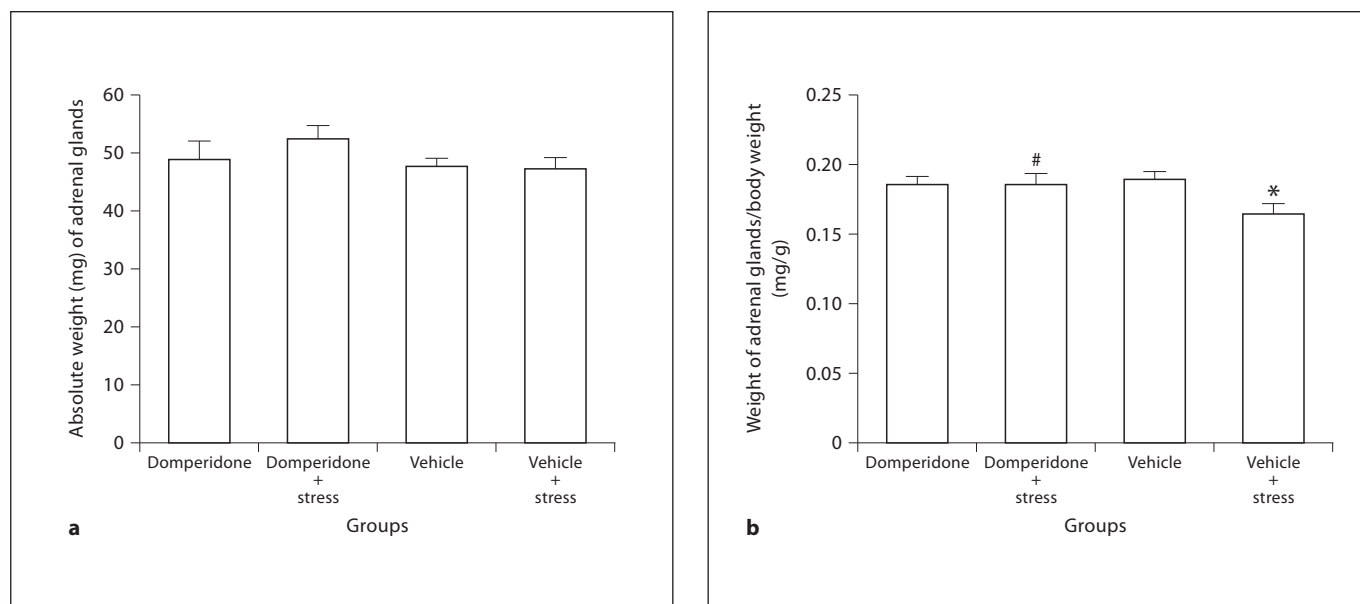 Absolute weight (mg) of adrenal glands
60
50
40
30
20
10
0
Domperidone
Domperidone
+
stress
Vehicle
Vehicle
+
stress
Groups
a
Weight of adrenal glands/body weight
(mg/g)
0.25
0.20
0.15
0.10
0.05
0
#
*
Domperidone
Domperidone
+
stress
Vehicle
Vehicle
+
stress
Groups
b